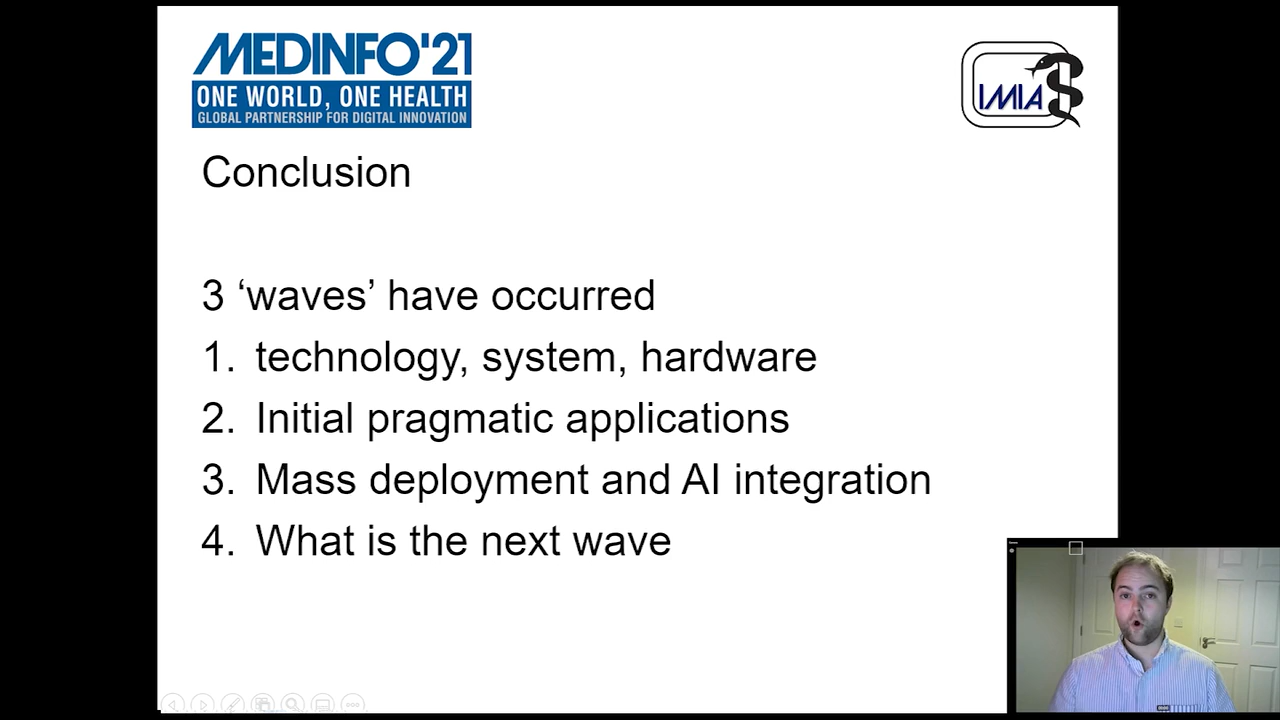 MEDINFO'21
ONE WORLD, ONE HEALTH
GLOBAL PARTNERSHIP FOR DIGITAL INNOVATION
IMIA
Conclusion
3 ‘waves’ have occurred
1. technology, system, hardware
2. Initial pragmatic applications
3. Mass deployment and AI integration
4. What is the next wave